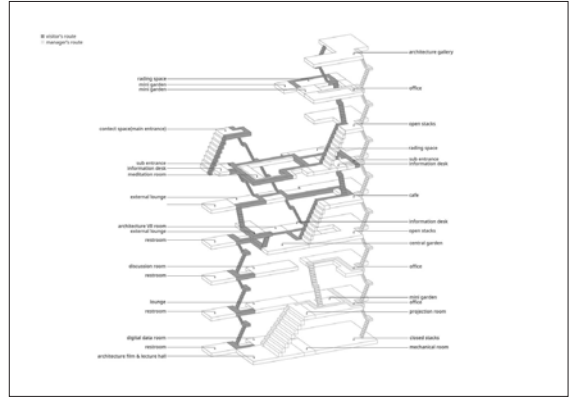 visitor's route
manager's route
architecture gallery
rading space
mini garden
mini garden
office
contect space(main entrance)
open stacks
rading space
sub entrance
information desk
meditation room
sub entrance
information desk
external lounge
cafe
architecture lill room
external lounge
restroom
information desk
open stacks
central garden
discussion room
restroom
office
lounge
restroom
mini garden
office
projection room
digital data room
restroom
architecture film & lecture hall
closed stacks
mechanical room